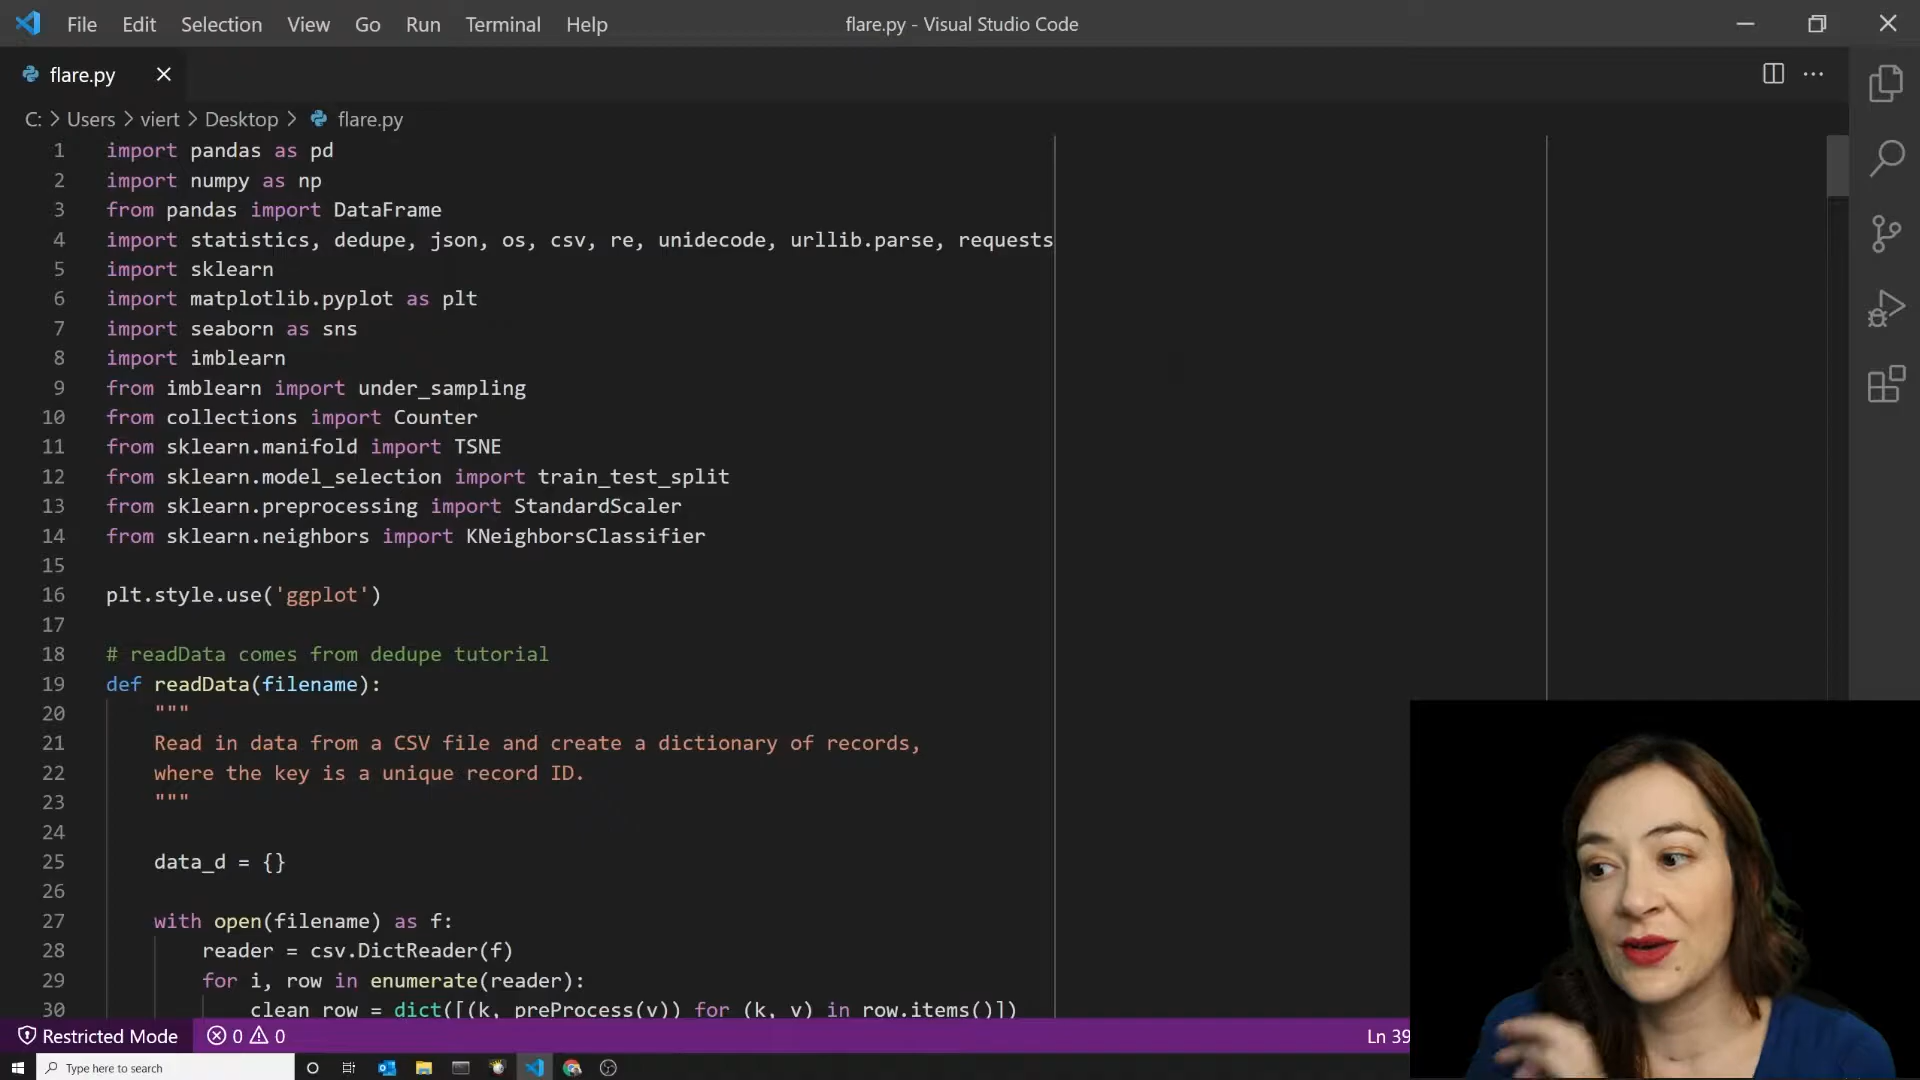 File Edit Selection View Go Run Terminal Help flare.py - Visual Studio Code
flare.py
C: > Users > viert > Desktop > flare.py
1 import pandas as pd
2 import numpy as np
3 from pandas import DataFrame
4 import statistics, dedupe, json, os, csv, re, unidecode, urllib.parse, requests
5 import sklearn
6 import matplotlib.pyplot as plt
7 import seaborn as sns
8 import imblearn
9 from imblearn import under_sampling
10 from collections import Counter
11 from sklearn.manifold import TSNE
12 from sklearn.model_selection import train_test_split
13 from sklearn.preprocessing import StandardScaler
14 from sklearn.neighbors import KNeighborsClassifier
15
16 plt.style.use('ggplot')
17
18 # readData comes from dedupe tutorial
19 def readData(filename):
20 """
21 Read in data from a CSV file and create a dictionary of records,
22 where the key is a unique record ID.
23 """
24
25 data_d = {}
26
27 with open(filename) as f:
28 reader = csv.DictReader(f)
29 for i, row in enumerate(reader):
30 clean_row = dict([(k, preProcess(v)) for (k, v) in row.items()])
Restricted Mode 0 0 Ln 39
Type here to search